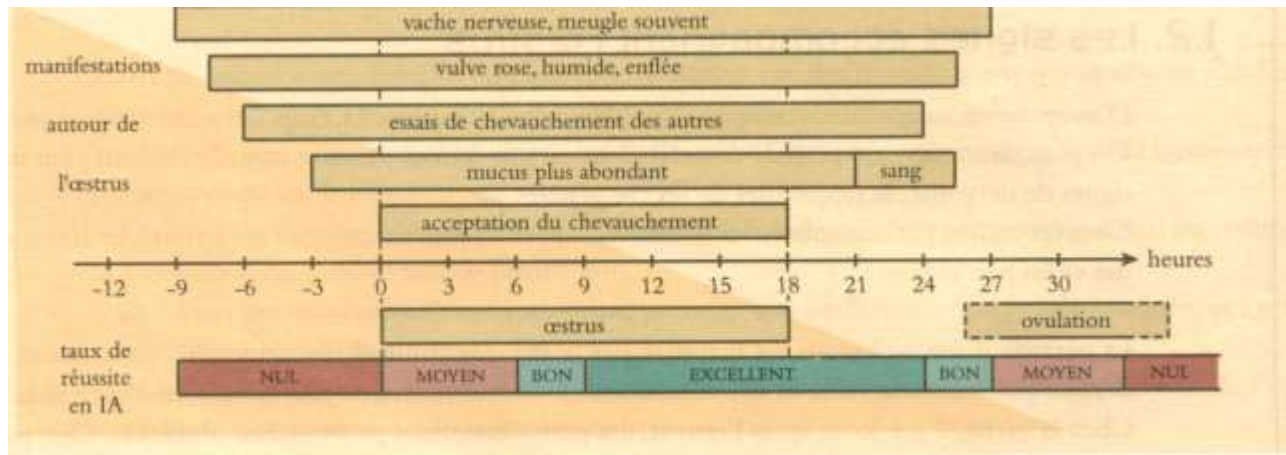 vache nerveuse, meugle souvent
manifestations vulve rose, humide, enflée
autour de essais de chevauchement des autres
l'œstrus mucus plus abondant sang
acceptation du chevauchement
heures
-12 -9 -6 -3 0 3 6 9 12 15 18 21 24 27 30
œstrus ovulation
taux de
réussite NUL MOYEN BON EXCELLENT BON MOYEN NUL
en IA